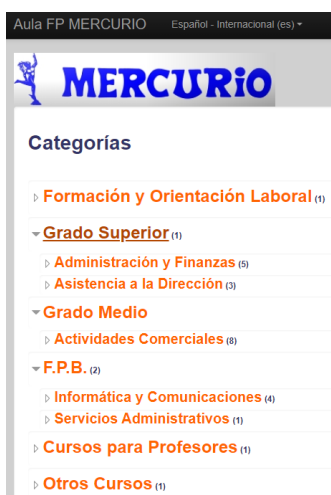 Aula FP MERCURIO Español - Internacional (es)
MERCURiO
Categorías
Formación y Orientación Laboral (1)
Grado Superior (1)
Administración y Finanzas (5)
Asistencia a la Dirección (3)
Grado Medio
Actividades Comerciales (8)
F.P.B. (2)
Informática y Comunicaciones (4)
Servicios Administrativos (1)
Cursos para Profesores (1)
Otros Cursos (1)